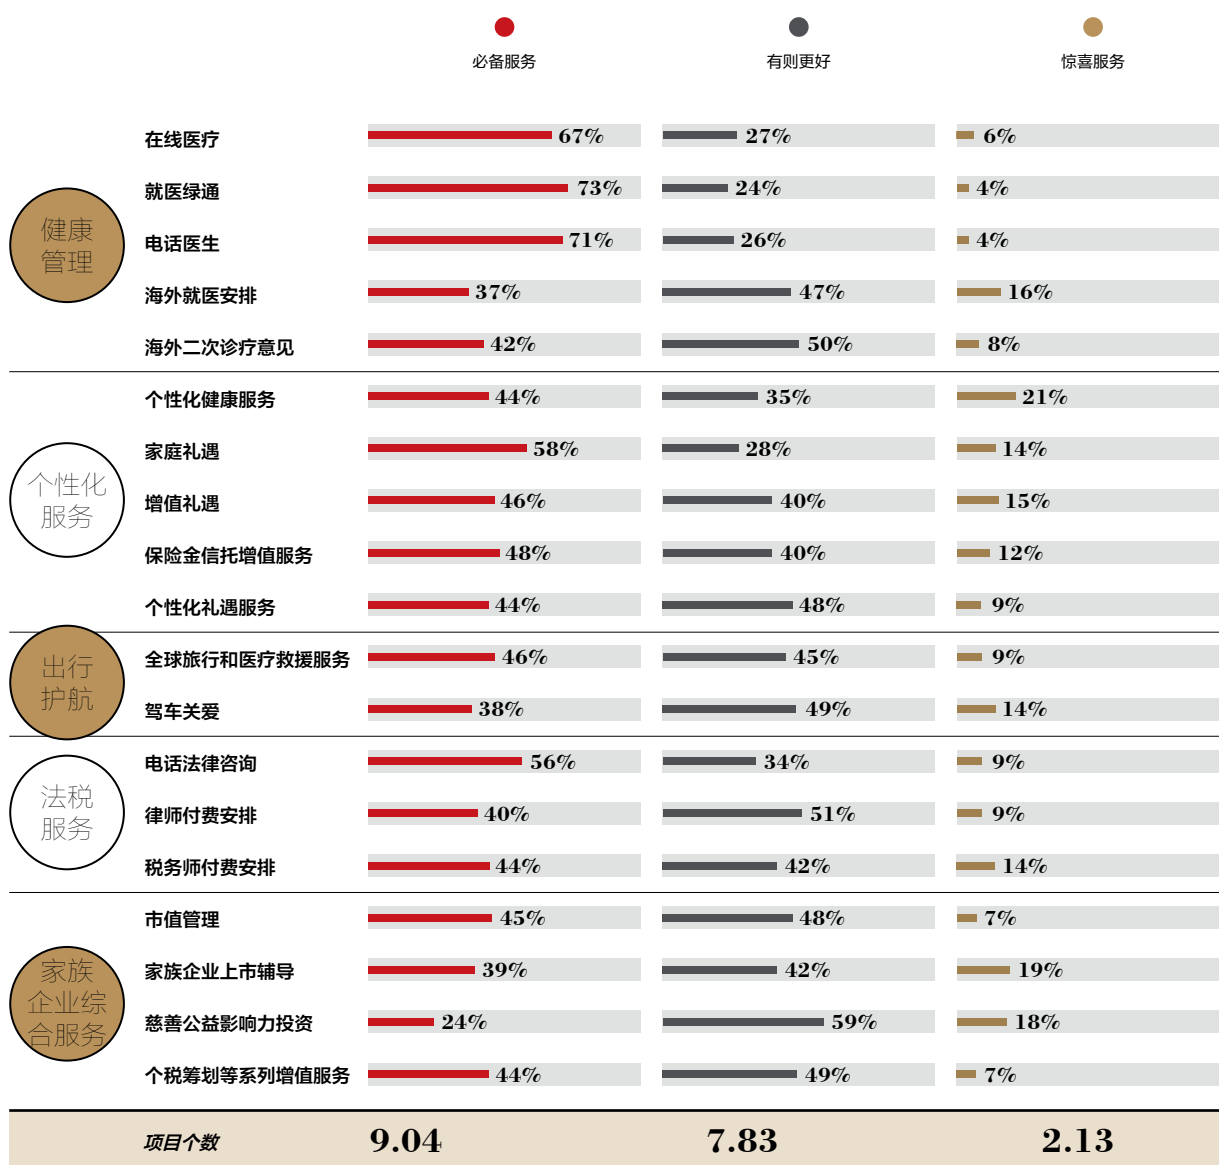 必备服务 有则更好 惊喜服务
健康
管理
在线医疗 67% 27% 6%
就医绿通 73% 24% 4%
电话医生 71% 26% 4%
海外就医安排 37% 47% 16%
海外二次诊疗意见 42% 50% 8%
个性化
服务
个性化健康服务 44% 35% 21%
家庭礼遇 58% 28% 14%
增值礼遇 46% 40% 15%
保险金信托增值服务 48% 40% 12%
个性化礼遇服务 44% 48% 9%
出行
护航
全球旅行和医疗救援服务 46% 45% 9%
驾车关爱 38% 49% 14%
法税
服务
电话法律咨询 56% 34% 9%
律师付费安排 40% 51% 9%
税务师付费安排 44% 42% 14%
家族
企业综
合服务
市值管理 45% 48% 7%
家族企业上市辅导 39% 42% 19%
慈善公益影响力投资 24% 59% 18%
个税筹划等系列增值服务 44% 49% 7%
项目个数 9.04 7.83 2.13